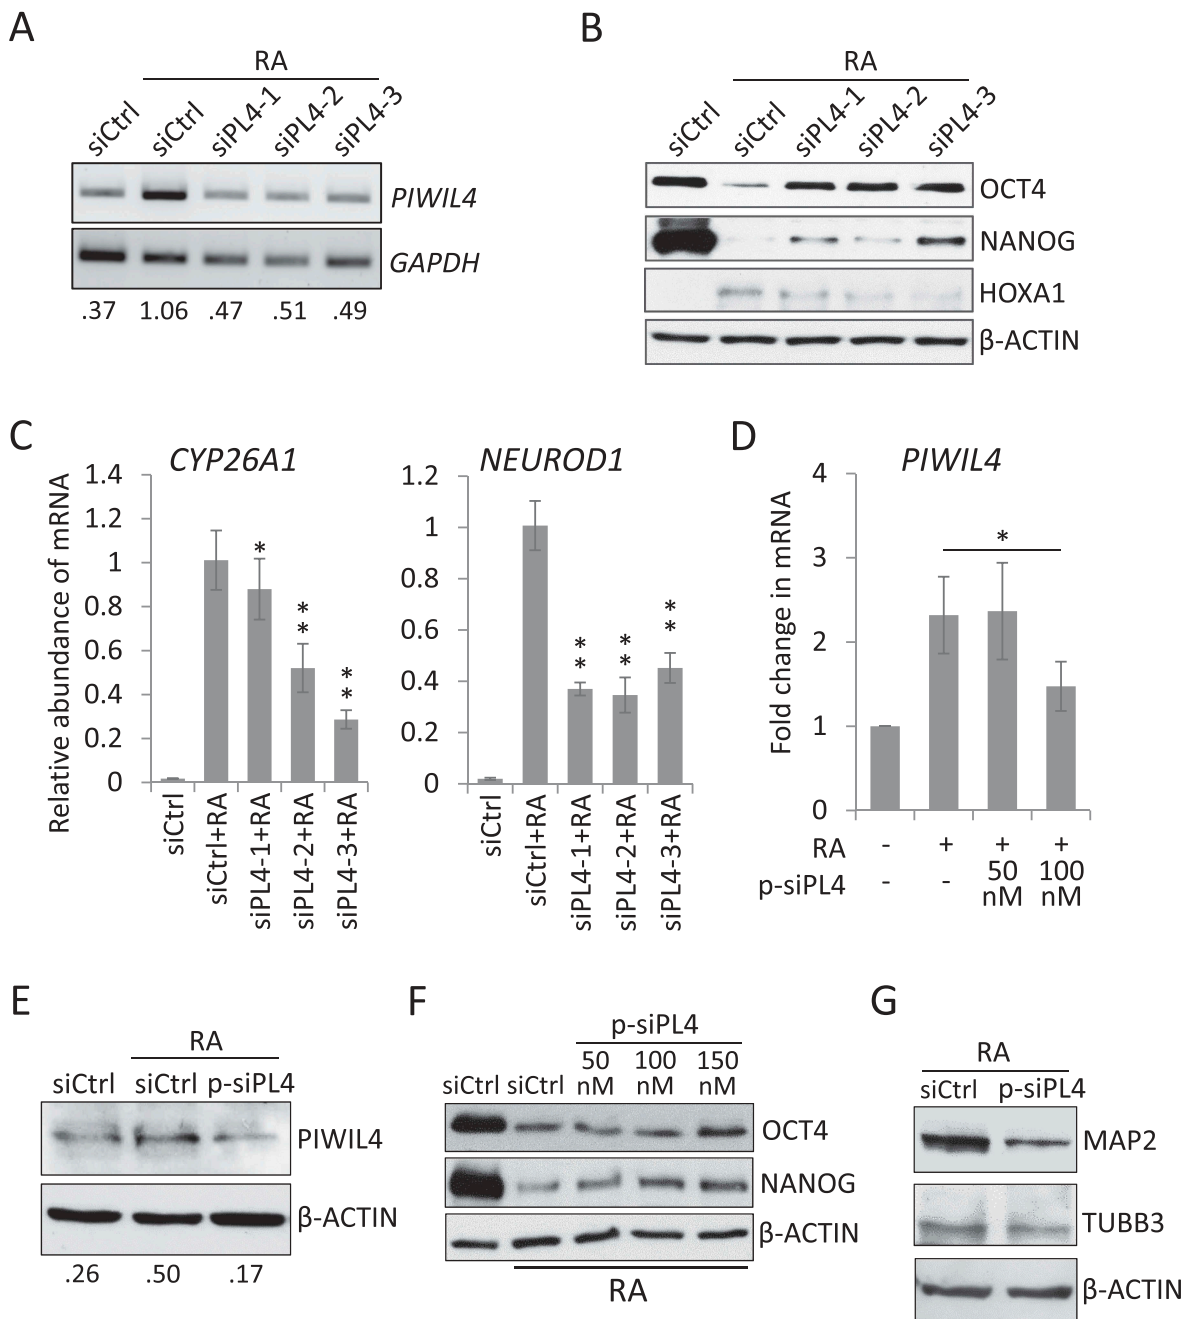 A
RA
siCtrl siCtrl siPL4-1 siPL4-2 siPL4-3
PIWIL4
GAPDH
.37 1.06 .47 .51 .49
B
RA
siCtrl siCtrl siPL4-1 siPL4-2 siPL4-3
OCT4
NANOG
HOXA1
β-ACTIN
C
CYP26A1
Relative abundance of mRNA
1.4
1.2
1
0.8
0.6
0.4
0.2
0
*
**
**
siCtrl siCtrl+RA siPL4-1+RA siPL4-2+RA siPL4-3+RA
NEUROD1
1.2
1
0.8
0.6
0.4
0.2
0
**
**
**
siCtrl siCtrl+RA siPL4-1+RA siPL4-2+RA siPL4-3+RA
D
PIWIL4
Fold change in mRNA
4
3
2
1
0
*
RA - + + +
p-siPL4 - - 50 nM 100 nM
E
RA
siCtrl siCtrl p-siPL4
PIWIL4
β-ACTIN
.26 .50 .17
F
p-siPL4
50 100 150
siCtrl siCtrl nM nM nM
OCT4
NANOG
β-ACTIN
RA
G
RA
siCtrl p-siPL4
MAP2
TUBB3
β-ACTIN